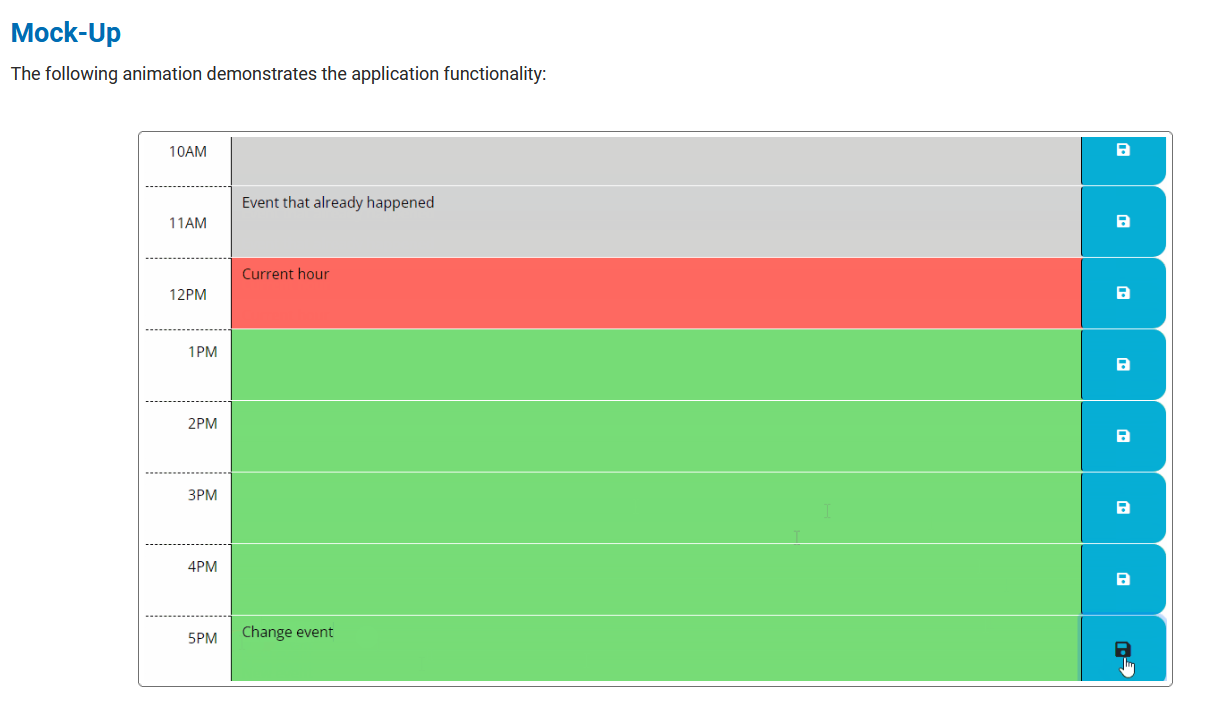 Mock-Up
The following animation demonstrates the application functionality:
10AM
11AM Event that already happened
12PM Current hour
1PM
2PM
3PM
4PM
5PM Change event